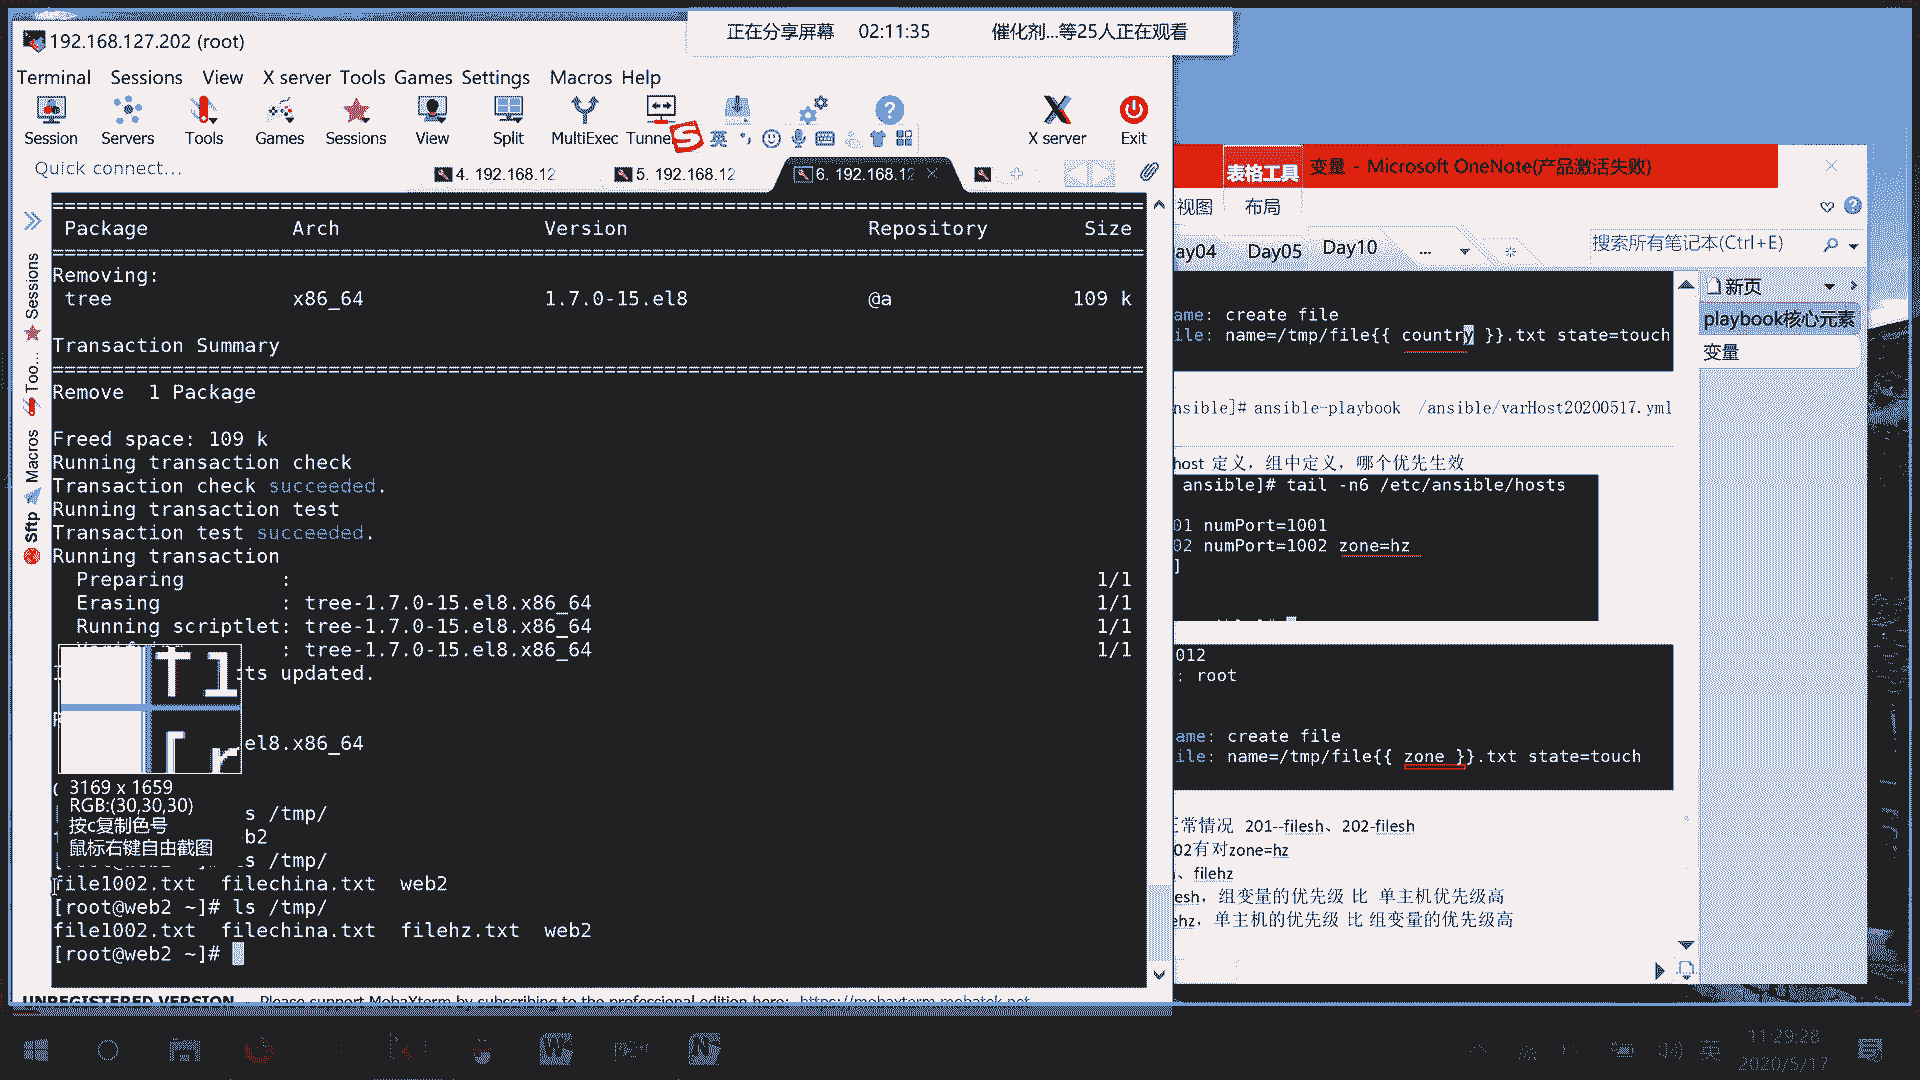 正在分享屏幕 02:11:35 催化剂...等25人正在观看
192.168.127.202 (root)
Terminal Sessions View X server Tools Games Settings Macros Help
Session Servers Tools Games Sessions View Split MultiExec Tunne 英 X server Exit
Quick connect...
4. 192.168.12 5. 192.168.12 6. 192.168.12
Sessions
Too...
Macros
Sftp
Package Arch Version Repository Size
Removing:
tree x86_64 1.7.0-15.el8 @a 109 k
Transaction Summary
Remove 1 Package
Freed space: 109 k
Running transaction check
Transaction check succeeded.
Running transaction test
Transaction test succeeded.
Running transaction
Preparing : 1/1
Erasing : tree-1.7.0-15.el8.x86_64 1/1
Running scriptlet: tree-1.7.0-15.el8.x86_64 1/1
: tree-1.7.0-15.el8.x86_64 1/1
ts updated.
el8.x86_64
3169 x 1659
RGB:(30,30,30)
按c复制色号
鼠标右键自由截图
s /tmp/
b2
ls /tmp/
file1002.txt filechina.txt web2
[root@web2 ~]# ls /tmp/
file1002.txt filechina.txt filehz.txt web2
[root@web2 ~]#
UNREGISTERED VERSION - Please support MobaXterm by subscribing to the professional edition here: https://mobaxterm.mobatek.net
表格工具 变量 - Microsoft OneNote(产品激活失败)
视图 布局
ay04 Day05 Day10 ... 搜索所有笔记本(Ctrl+E)
新页
playbook核心元素
变量
ame: create file
ile: name=/tmp/file{{ country }}.txt state=touch
nsible]# ansible-playbook /ansible/varHost20200517.yml
host 定义，组中定义，哪个优先生效
ansible]# tail -n6 /etc/ansible/hosts
01 numPort=1001
02 numPort=1002 zone=hz
]
012
: root
ame: create file
ile: name=/tmp/file{{ zone }}.txt state=touch
正常情况 201--filesh、202-filesh
02有对zone=hz
、filehz
esh，组变量的优先级 比 单主机优先级高
ehz，单主机的优先级 比 组变量的优先级高
英 11:29:28
2020/5/17